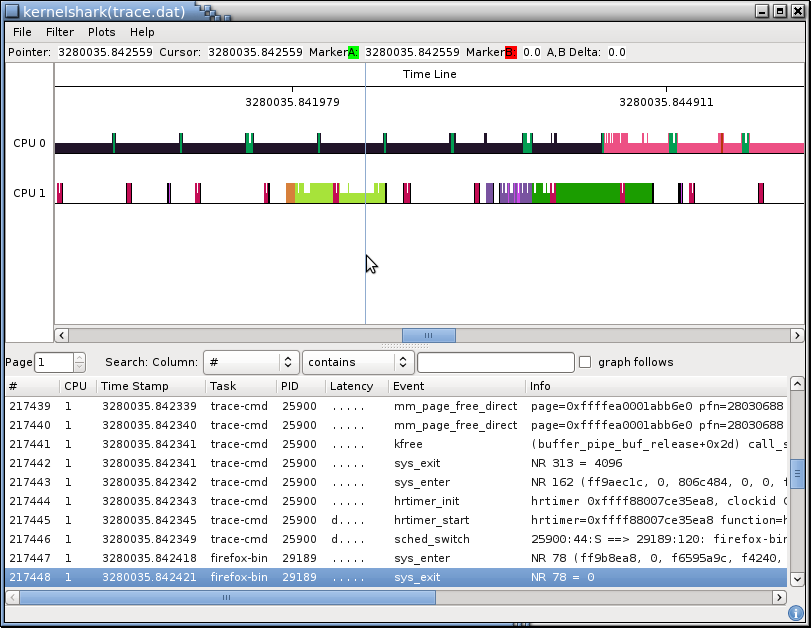 kernelshark(trace.dat)
File Filter Plots Help
Pointer: 3280035.842559 Cursor: 3280035.842559 MarkerA: 3280035.842559 MarkerB: 0.0 A,B Delta: 0.0
Time Line
3280035.841979 3280035.844911
CPU 0
CPU 1
Page 1 Search: Column: # contains graph follows
# CPU Time Stamp Task PID Latency Event Info
217439 1 3280035.842339 trace-cmd 25900 ..... mm_page_free_direct page=0xffffea0001abb6e0 pfn=28030688
217440 1 3280035.842340 trace-cmd 25900 ..... mm_page_free_direct page=0xffffea0001abb6e0 pfn=28030688
217441 1 3280035.842341 trace-cmd 25900 ..... kfree (buffer_pipe_buf_release+0x2d) call_s
217442 1 3280035.842341 trace-cmd 25900 ..... sys_exit NR 313 = 4096
217443 1 3280035.842342 trace-cmd 25900 ..... sys_enter NR 162 (ff9aec1c, 0, 806c484, 0, 0,
217444 1 3280035.842343 trace-cmd 25900 ..... hrtimer_init hrtimer 0xffff88007ce35ea8, clockid
217445 1 3280035.842345 trace-cmd 25900 d.... hrtimer_start hrtimer=0xffff88007ce35ea8 function=h
217446 1 3280035.842349 trace-cmd 25900 d.... sched_switch 25900:44:S ==> 29189:120: firefox-bin
217447 1 3280035.842418 firefox-bin 29189 ..... sys_enter NR 78 (ff9b8ea8, 0, f6595a9c, f4240,
217448 1 3280035.842421 firefox-bin 29189 ..... sys_exit NR 78 = 0